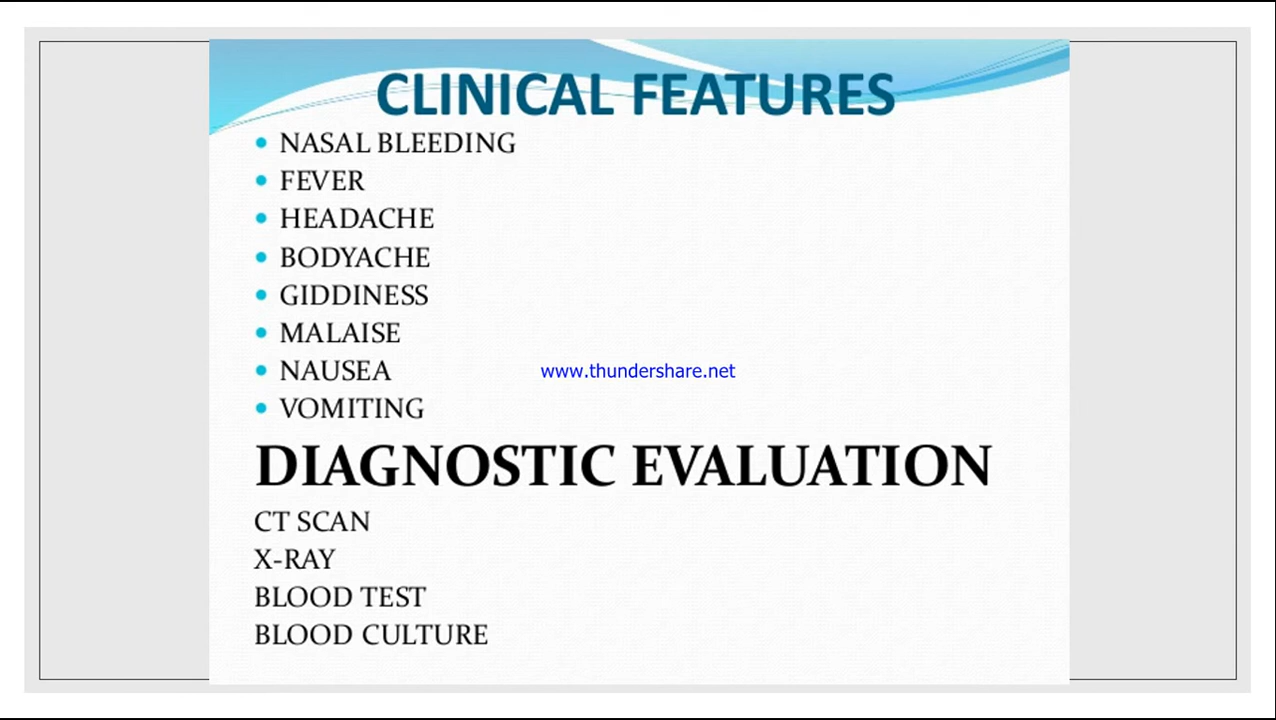 CLINICAL FEATURES
• NASAL BLEEDING
• FEVER
• HEADACHE
• BODYACHE
• GIDDINESS
• MALAISE
• NAUSEA
www.thundershare.net
• VOMITING
DIAGNOSTIC EVALUATION
CT SCAN
X-RAY
BLOOD TEST
BLOOD CULTURE